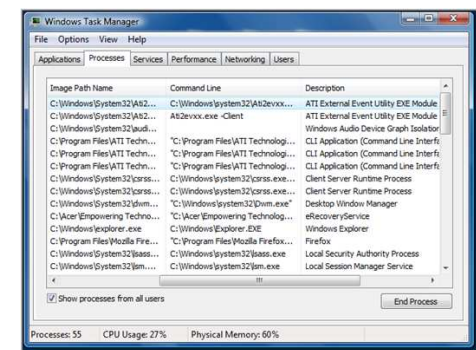 Windows Task Manager
File Options View Help
Applications Processes Services Performance Networking Users
Image Path Name Command Line Description
C:\Windows\System32\Ati2... C:\Windows\system32\Ati2evxx... ATI External Event Utility EXE Module
C:\Windows\System32\Ati2... Ati2evxx.exe -Client ATI External Event Utility EXE Module
C:\Windows\System32\audi... Windows Audio Device Graph Isolation
C:\Program Files\ATI Techn... "C:\Program Files\ATI Technologi... CLI Application (Command Line Interfa
C:\Program Files\ATI Techn... "C:\Program Files\ATI Technologi... CLI Application (Command Line Interfa
C:\Program Files\ATI Techn... "C:\Program Files\ATI Technologi... CLI Application (Command Line Interfa
C:\Windows\System32\csrss... C:\Windows\system32\csrss.exe... Client Server Runtime Process
C:\Windows\System32\csrss... C:\Windows\system32\csrss.exe... Client Server Runtime Process
C:\Windows\System32\dwm... "C:\Windows\system32\Dwm.exe" Desktop Window Manager
C:\Acer\Empowering Techno... "C:\Acer\Empowering Technolog... eRecoveryService
C:\Windows\explorer.exe C:\Windows\Explorer.EXE Windows Explorer
C:\Program Files\Mozilla Fire... "C:\Program Files\Mozilla Firefox... Firefox
C:\Windows\System32\lsass... C:\Windows\system32\lsass.exe Local Security Authority Process
C:\Windows\System32\lsm.... C:\Windows\system32\lsm.exe Local Session Manager Service
Show processes from all users End Process
Processes: 55 CPU Usage: 27% Physical Memory: 60%